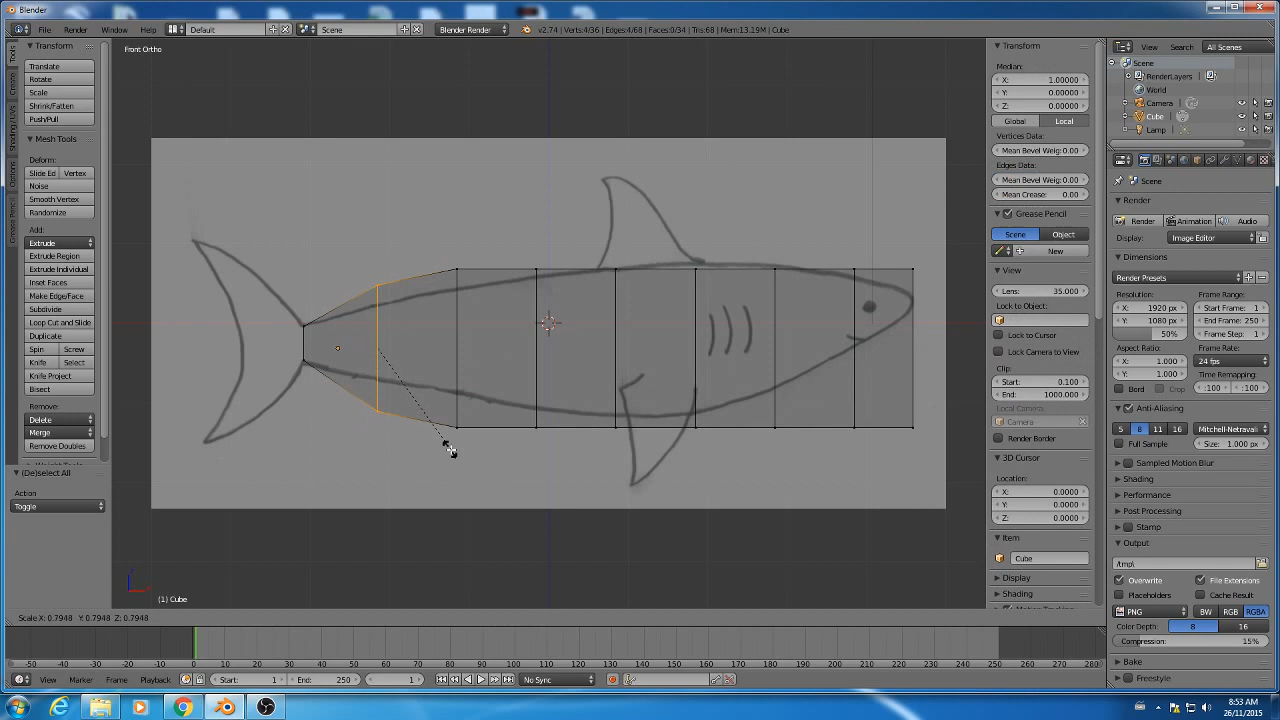 Blender
File Render Window Help Default Scene Blender Render v2.74 | Verts:4/36 | Edges:4/68 | Faces:0/34 | Tris:68 | Mem:13.19M | Cube
Tools
Create
Shading / UVs
Options
Grease Pencil
Transform
Translate
Rotate
Scale
Shrink/Fatten
Push/Pull
Mesh Tools
Deform:
Slide Ed Vertex
Noise
Smooth Vertex
Randomize
Add:
Extrude
Extrude Region
Extrude Individual
Inset Faces
Make Edge/Face
Subdivide
Loop Cut and Slide
Duplicate
Spin Screw
Knife Select
Knife Project
Bisect
Remove:
Delete
Merge
Remove Doubles
(De)select All
Action
Toggle
Front Ortho
(1) Cube
Transform
Median:
X: 1.00000
Y: 0.00000
Z: 0.00000
Global Local
Vertices Data:
Mean Bevel Weig: 0.00
Edges Data:
Mean Bevel Weig: 0.00
Mean Crease: 0.00
Grease Pencil
Scene Object
New
View
Lens: 35.000
Lock to Object:
Lock to Cursor
Lock Camera to View
Clip:
Start: 0.100
End: 1000.000
Local Camera:
Camera
Render Border
3D Cursor
Location:
X: 0.0000
Y: 0.0000
Z: 0.0000
Item
Cube
Display
Shading
View Search All Scenes
Scene
RenderLayers
World
Camera
Cube
Lamp
Scene
Render
Render Animation Audio
Display: Image Editor
Dimensions
Render Presets
Resolution: Frame Range:
X: 1920 px Start Frame: 1
Y: 1080 px End Frame: 250
50% Frame Step: 1
Aspect Ratio: Frame Rate:
X: 1.000 24 fps
Y: 1.000 Time Remapping:
Bord Crop :100 :100
Anti-Aliasing
5 8 11 16 Mitchell-Netravali
Full Sample Size: 1.000 px
Sampled Motion Blur
Shading
Performance
Post Processing
Stamp
Output
/tmp\
Overwrite File Extensions
Placeholders Cache Result
PNG BW RGB RGBA
Color Depth: 8 16
Compression: 15%
Bake
Freestyle
Scale X: 0.7948 Y: 0.7948 Z: 0.7948
-50 -40 -30 -20 -10 0 10 20 30 40 50 60 70 80 90 100 110 120 130 140 150 160 170 180 190 200 210 220 230 240 250 260 270 280
View Marker Frame Playback Start: 1 End: 250 1 No Sync
8:53 AM
26/11/2015